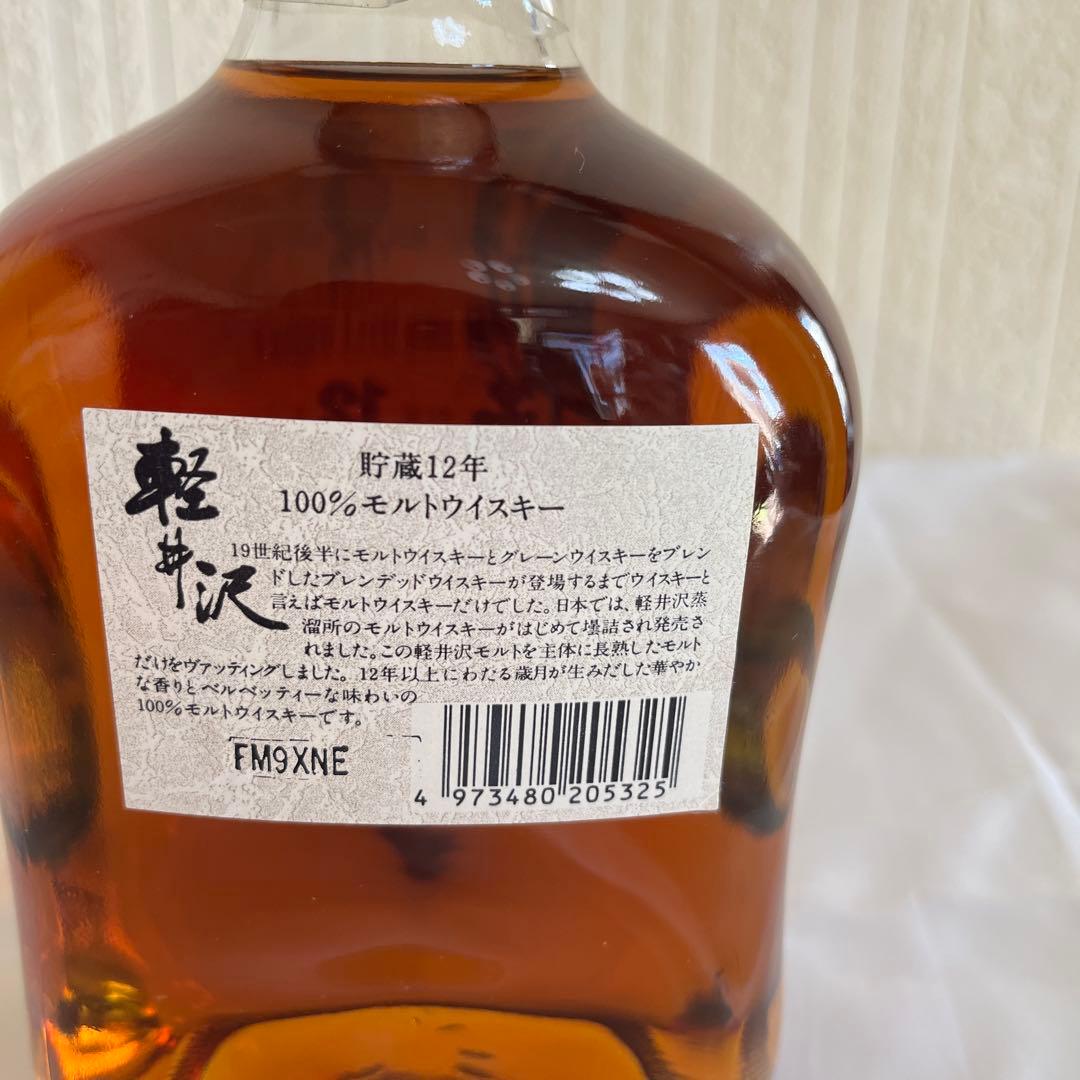 軽井沢
貯蔵12年
100%モルトウイスキー
19世紀後半にモルトウイスキーとグレーンウイスキーをブレン
ドしたブレンデッドウイスキーが登場するまでウイスキーと
言えばモルトウイスキーだけでした。日本では、軽井沢蒸
溜所のモルトウイスキーがはじめて壜詰され発売さ
れました。この軽井沢モルトを主体に長熟したモルト
だけをヴァッティングしました。12年以上にわたる歳月が生みだした華やか
な香りとベルベッティーな味わいの
100%モルトウイスキーです。
FM9XNE
4 973480 205325